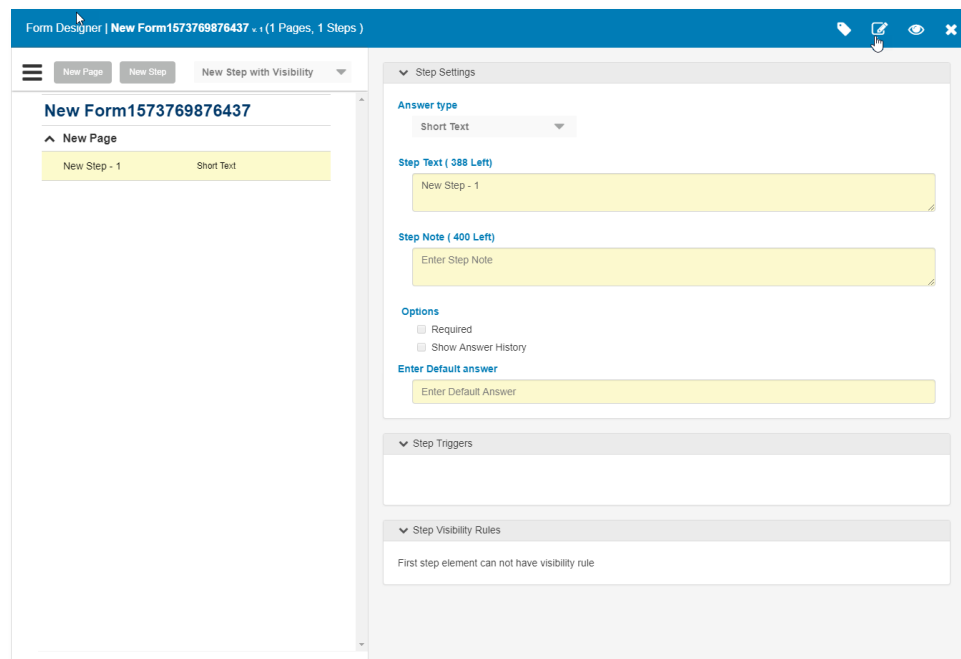 Form Designer | New Form1573769876437 v. 1 (1 Pages, 1 Steps )
New Page New Step New Step with Visibility
New Form1573769876437
New Page
New Step - 1 Short Text
Step Settings
Answer type
Short Text
Step Text ( 388 Left)
New Step - 1
Step Note ( 400 Left)
Enter Step Note
Options
Required
Show Answer History
Enter Default answer
Enter Default Answer
Step Triggers
Step Visibility Rules
First step element can not have visibility rule